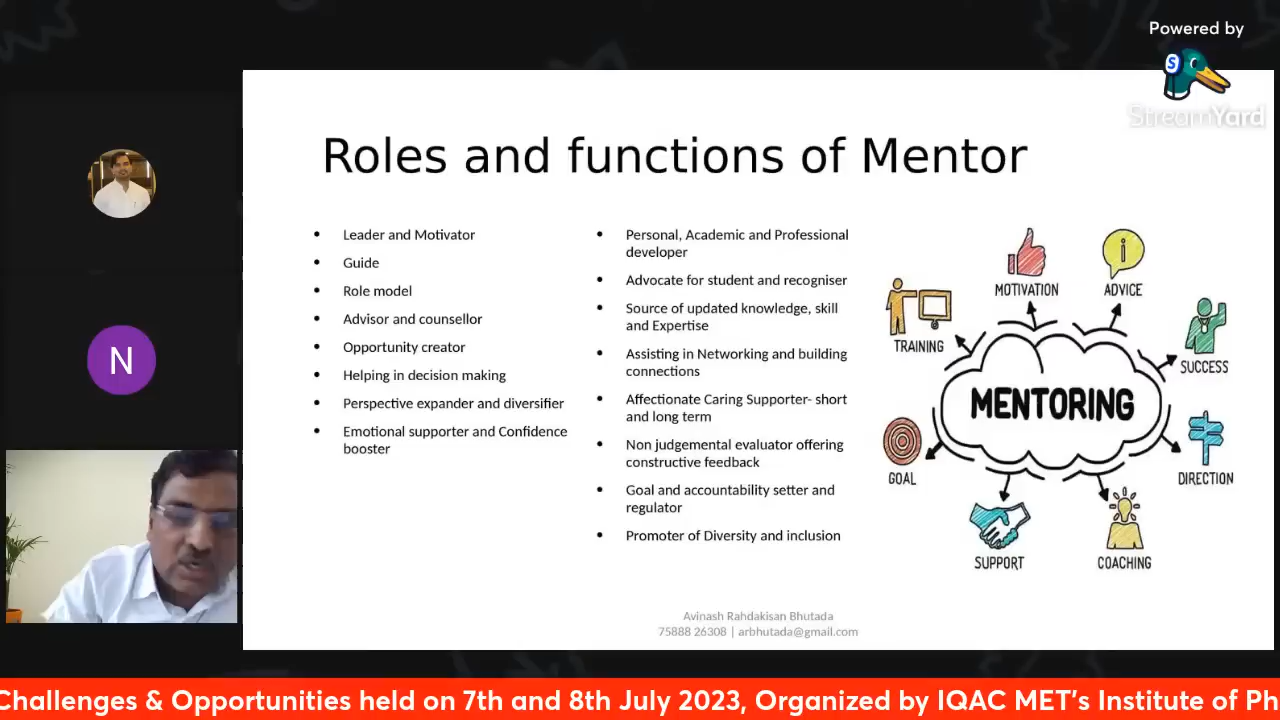 Powered by
S
StreamYard
Roles and functions of Mentor
• Leader and Motivator
• Guide
• Role model
• Advisor and counsellor
• Opportunity creator
• Helping in decision making
• Perspective expander and diversifier
• Emotional supporter and Confidence
booster
• Personal, Academic and Professional
developer
• Advocate for student and recogniser
• Source of updated knowledge, skill
and Expertise
• Assisting in Networking and building
connections
• Affectionate Caring Supporter- short
and long term
• Non judgemental evaluator offering
constructive feedback
• Goal and accountability setter and
regulator
• Promoter of Diversity and inclusion
MOTIVATION
ADVICE
TRAINING
SUCCESS
MENTORING
GOAL
DIRECTION
SUPPORT
COACHING
N
Avinash Rahdakisan Bhutada
75888 26308 | arbhutada@gmail.com
Challenges & Opportunities held on 7th and 8th July 2023, Organized by IQAC MET's Institute of Ph